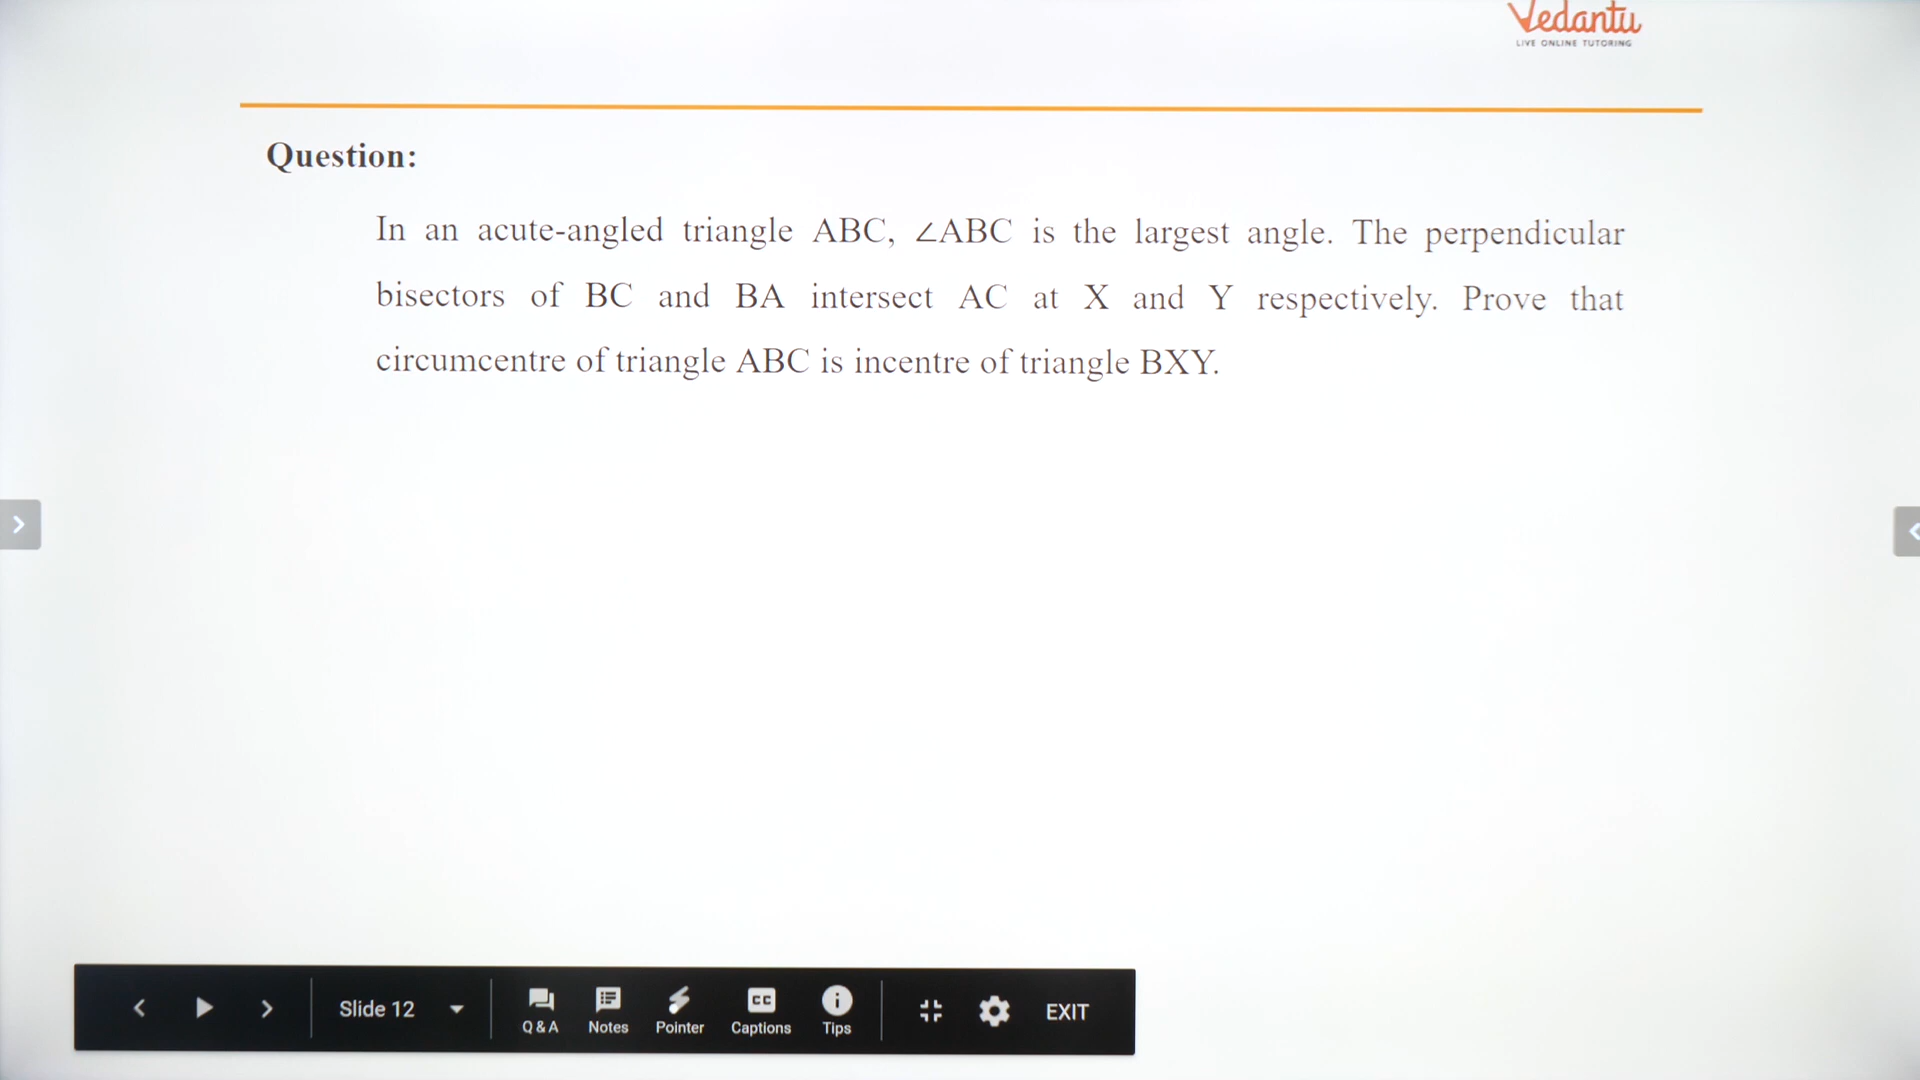 Vedantu
LIVE ONLINE TUTORING
Question:
In an acute-angled triangle ABC, ∠ABC is the largest angle. The perpendicular
bisectors of BC and BA intersect AC at X and Y respectively. Prove that
circumcentre of triangle ABC is incentre of triangle BXY.
Slide 12
Q & A
Notes
Pointer
CC
Captions
Tips
EXIT